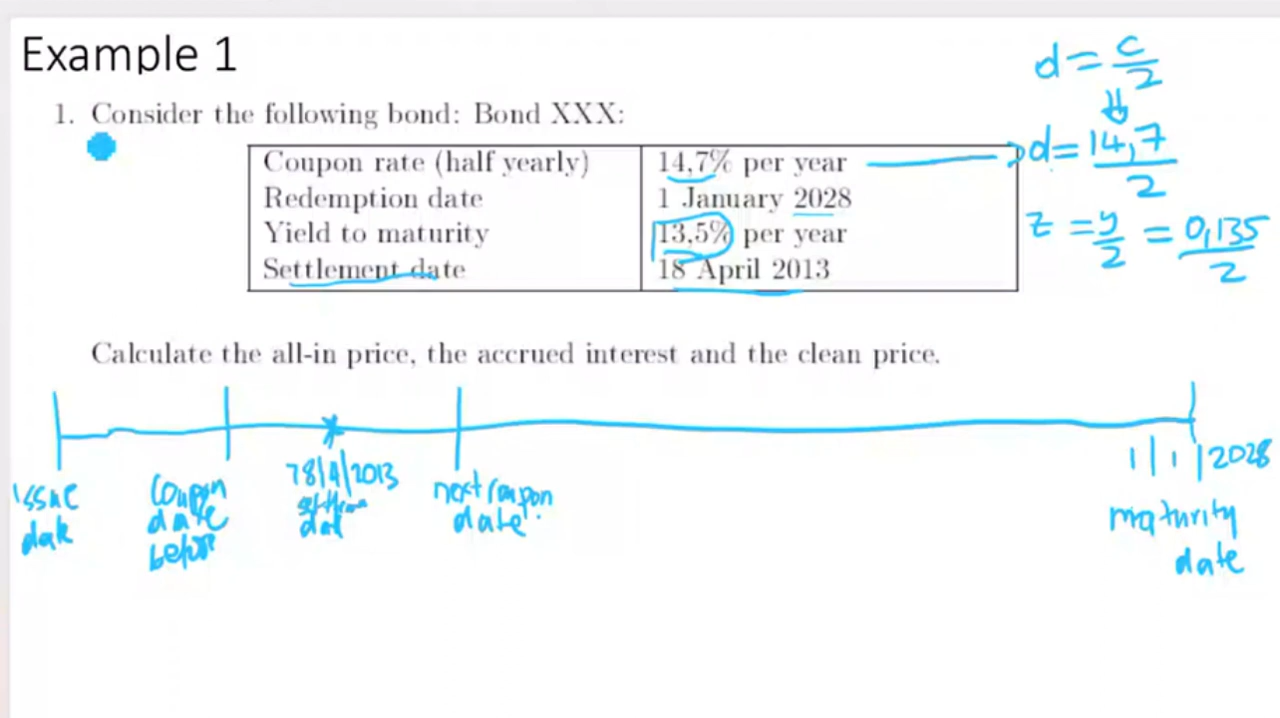 Example 1
d = c/2
⇓
1. Consider the following bond: Bond XXX:
Coupon rate (half yearly) 14,7% per year
d = 14,7/2
Redemption date 1 January 2028
Yield to maturity 13,5% per year
z = y/2 = 0,135/2
Settlement date 18 April 2013
Calculate the all-in price, the accrued interest and the clean price.
issue
date
coupon
date
before
18/4/2013
date
next coupon
date
1/1/2028
maturity
date